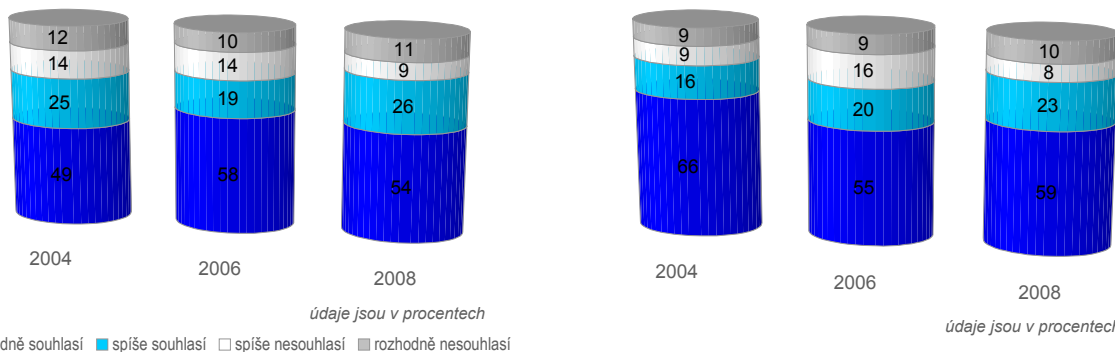 12 10 11 9 9 10
14 14 9 9 16 8
25 19 26 16 20 23
49 58 54 66 55 59
2004 2006 2008 2004 2006 2008
údaje jsou v procentech údaje jsou v procentech
dně souhlasí spíše souhlasí spíše nesouhlasí rozhodně nesouhlasí